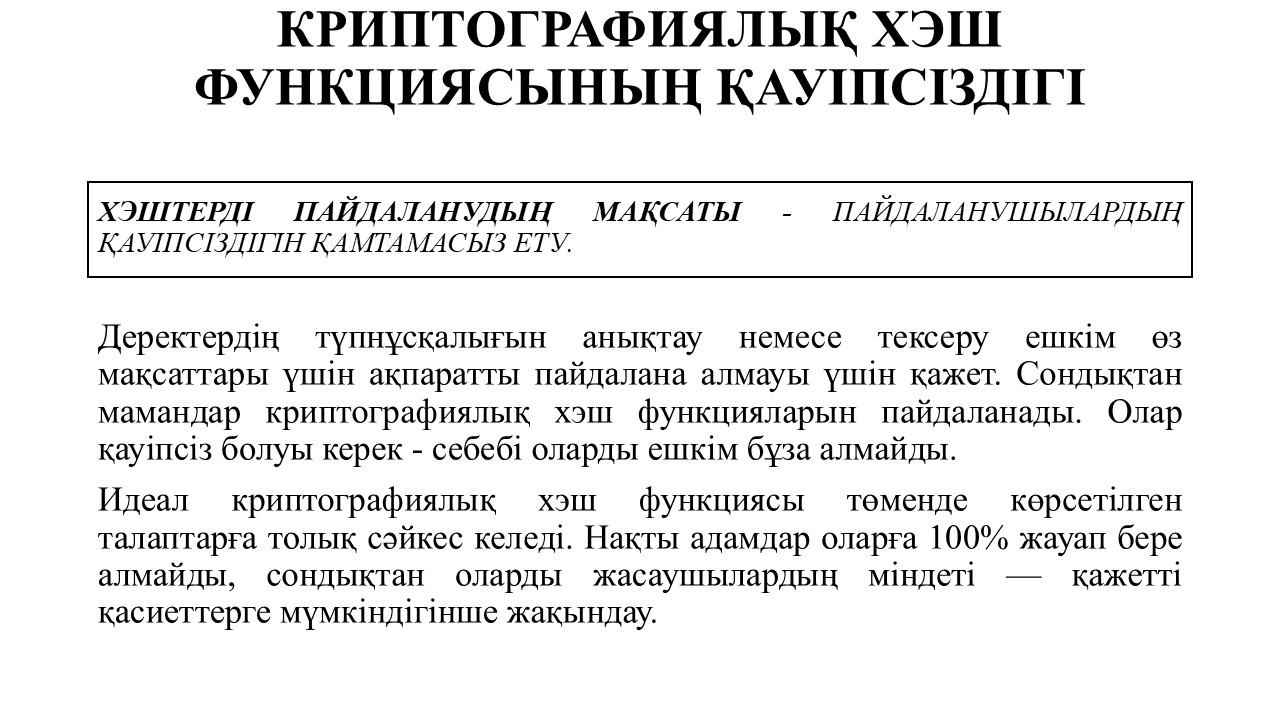 КРИПТОГРАФИЯЛЫҚ ХЭШ
ФУНКЦИЯСЫНЫҢ ҚАУІПСІЗДІГІ
ХЭШТЕРДІ ПАЙДАЛАНУДЫҢ МАҚСАТЫ - ПАЙДАЛАНУШЫЛАРДЫҢ
ҚАУІПСІЗДІГІН ҚАМТАМАСЫЗ ЕТУ.
Деректердің түпнұсқалығын анықтау немесе тексеру ешкім өз
мақсаттары үшін ақпаратты пайдалана алмауы үшін қажет. Сондықтан
мамандар криптографиялық хэш функцияларын пайдаланады. Олар
қауіпсіз болуы керек - себебі оларды ешкім бұза алмайды.
Идеал криптографиялық хэш функциясы төменде көрсетілген
талаптарға толық сәйкес келеді. Нақты адамдар оларға 100% жауап бере
алмайды, сондықтан оларды жасаушылардың міндеті — қажетті
қасиеттерге мүмкіндігінше жақындау.